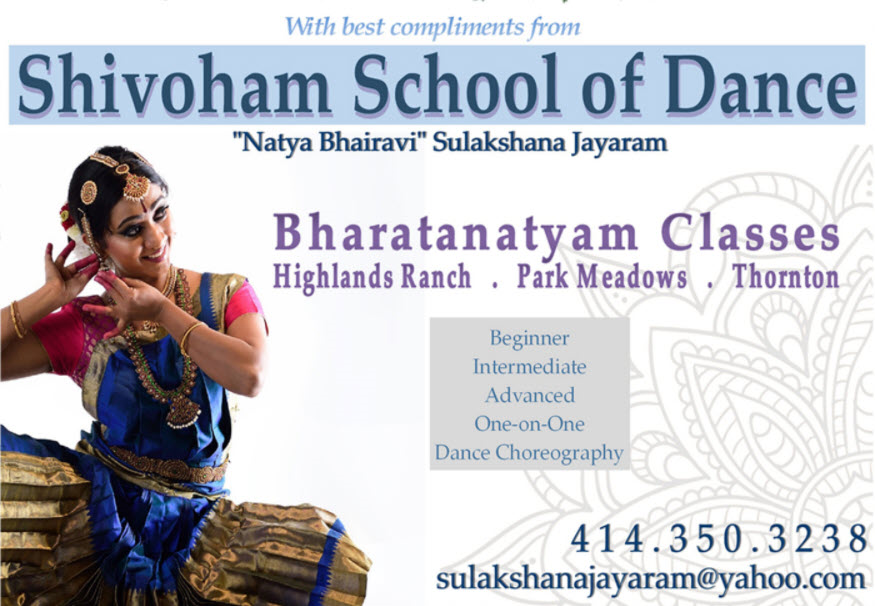 With best compliments from
Shivoham School of Dance
"Natya Bhairavi" Sulakshana Jayaram
Bharatanatyam Classes
Highlands Ranch . Park Meadows . Thornton
Beginner
Intermediate
Advanced
One-on-One
Dance Choreography
414.350.3238
sulakshanajayaram@yahoo.com